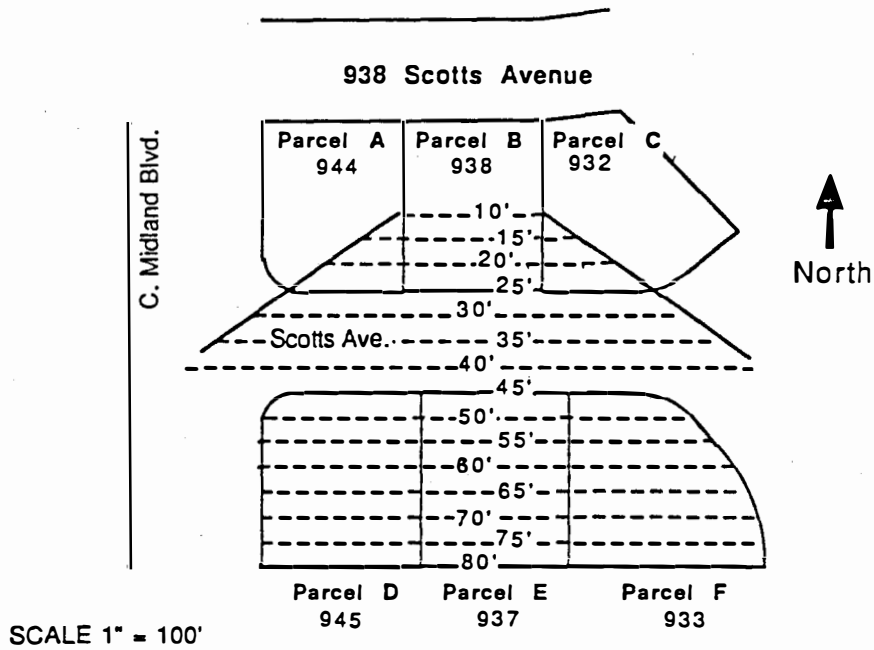 938 Scotts Avenue
C. Midland Blvd.
Parcel A
944
Parcel B
938
Parcel C
932
North
10'
15'
20'
25'
30'
Scotts Ave. 35'
40'
45'
50'
55'
60'
65'
70'
75'
80'
Parcel D
945
Parcel E
937
Parcel F
933
SCALE 1" = 100'